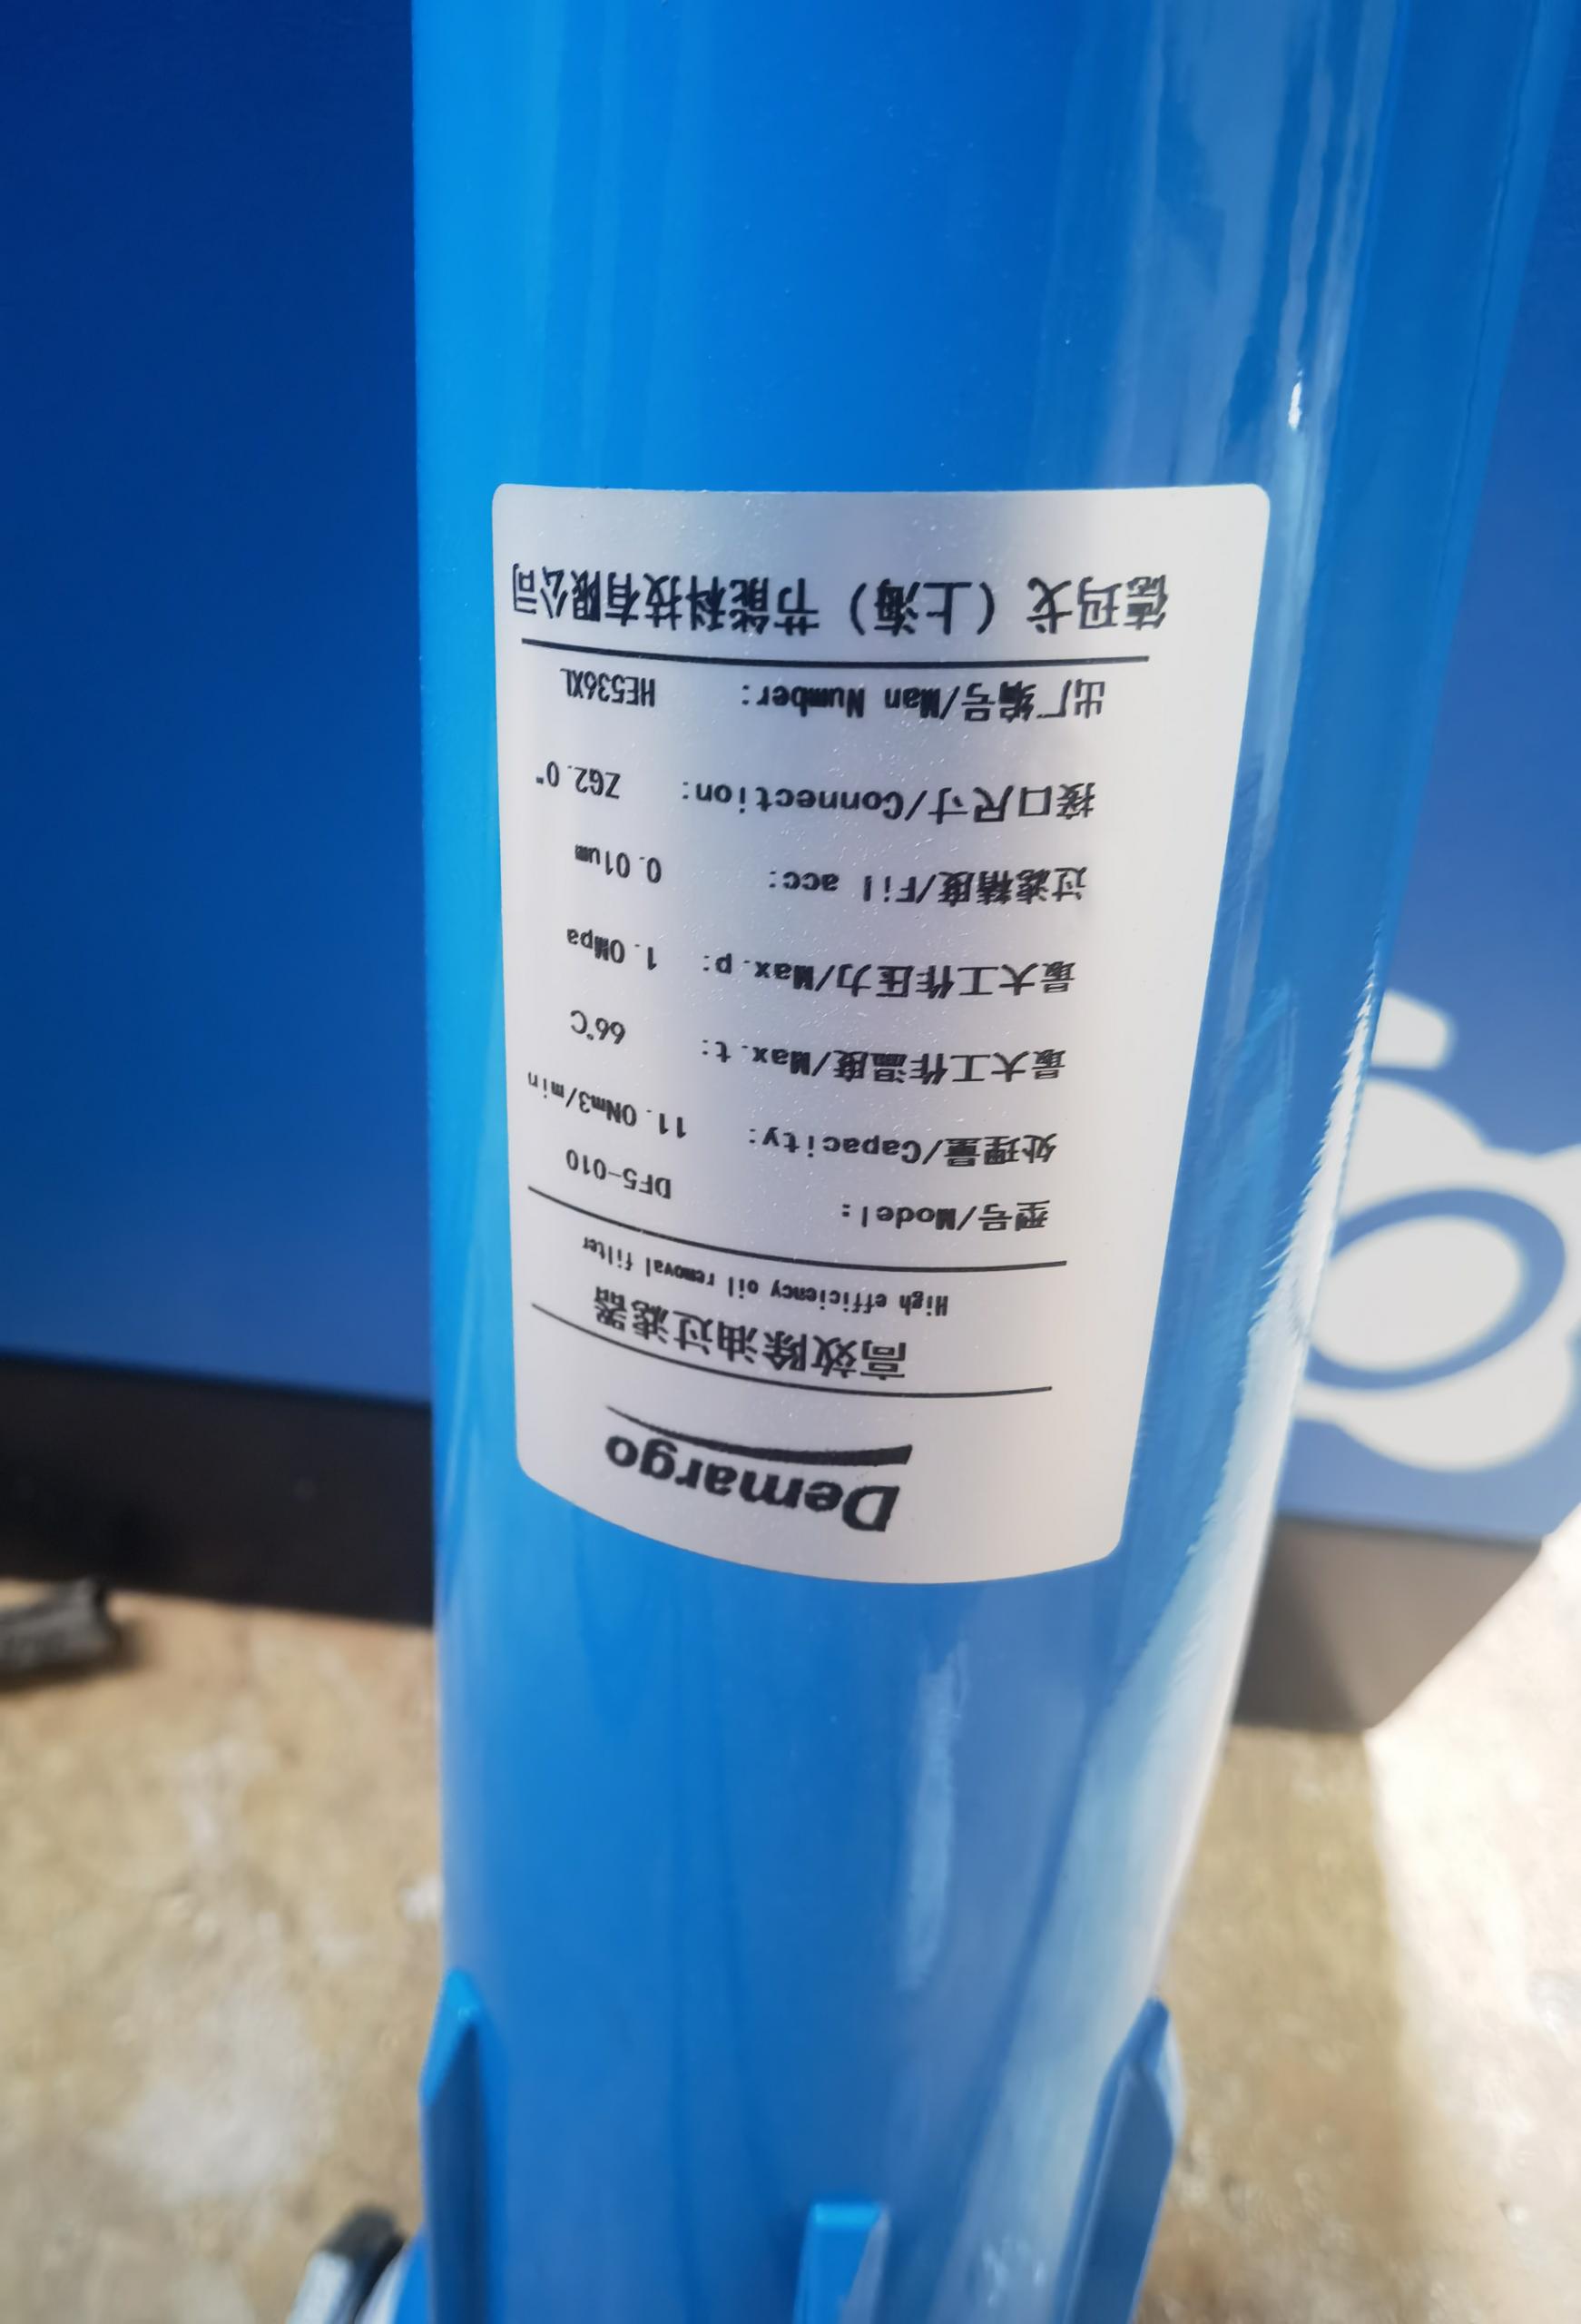 Demargo
高效除油过滤器
High efficiency oil removal filter
型号/Model: DF5-010
处理量/Capacity: 11.0Nm3/min
最大工作温度/Max.t: 66℃
最大工作压力/Max.p: 1.0Mpa
过滤精度/Fil acc: 0.01um
接口尺寸/Connection: ZG2.0"
出厂编号/Man Number: HE536XL
德玛戈（上海）节能科技有限公司